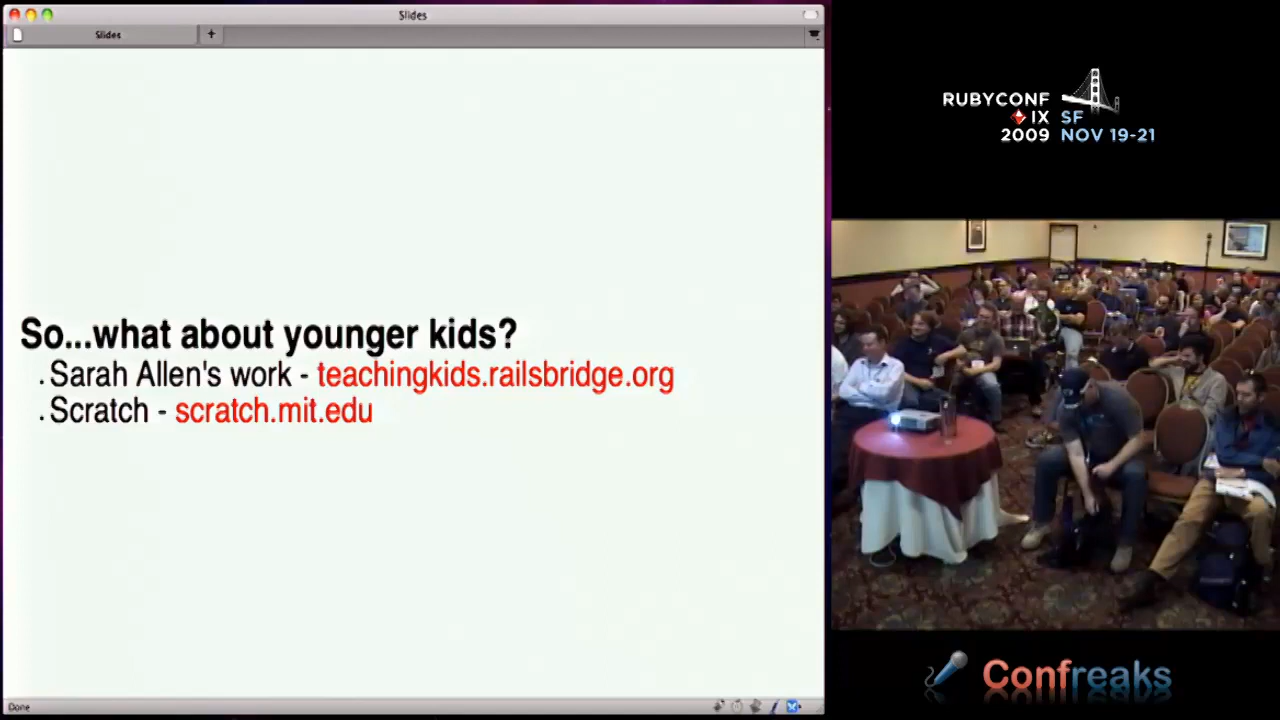 Slides
Slides
+
So...what about younger kids?
. Sarah Allen's work - teachingkids.railsbridge.org
. Scratch - scratch.mit.edu
Done
RUBYCONF
IX SF
2009 NOV 19-21
Confreaks